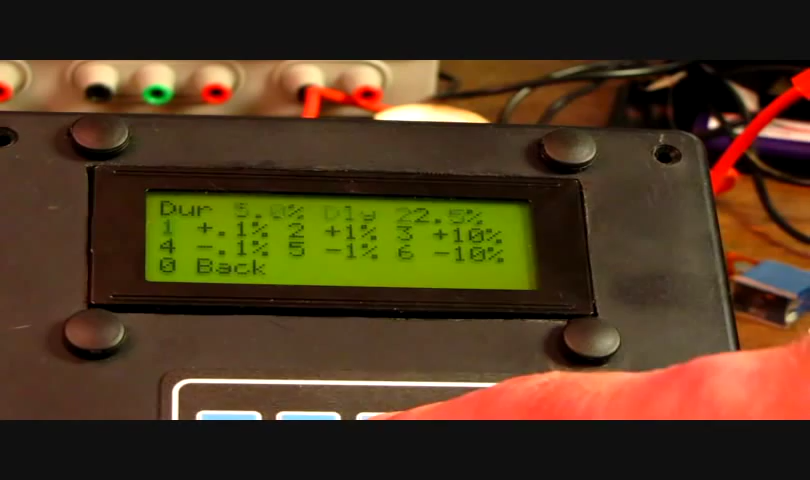 Dur 5.0% Dly 22.5%
1 +.1% 2 +1% 3 +10%
4 -.1% 5 -1% 6 -10%
0 Back